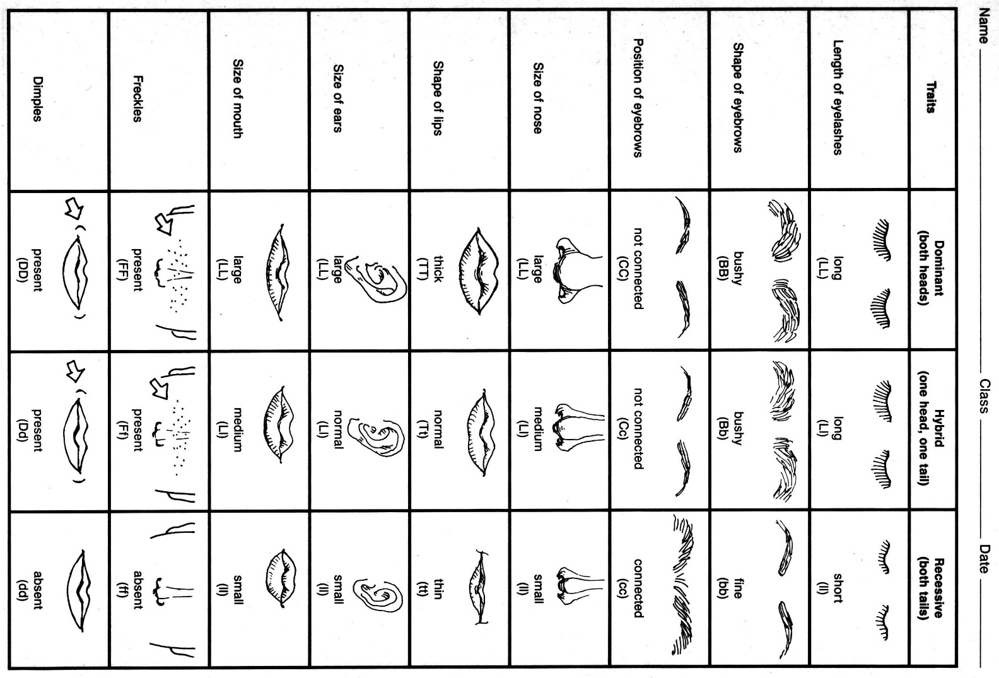 Name Class Date
Traits
Dominant
(both heads)
Hybrid
(one head, one tail)
Recessive
(both tails)
Length of eyelashes
long
(LL)
long
(Ll)
short
(ll)
Shape of eyebrows
bushy
(BB)
bushy
(Bb)
fine
(bb)
Position of eyebrows
not connected
(CC)
not connected
(Cc)
connected
(cc)
Size of nose
large
(LL)
medium
(Ll)
small
(ll)
Shape of lips
thick
(TT)
normal
(Tt)
thin
(tt)
Size of ears
large
(LL)
normal
(Ll)
small
(ll)
Size of mouth
large
(LL)
medium
(Ll)
small
(ll)
Freckles
present
(FF)
present
(Ff)
absent
(ff)
Dimples
present
(DD)
present
(Dd)
absent
(dd)